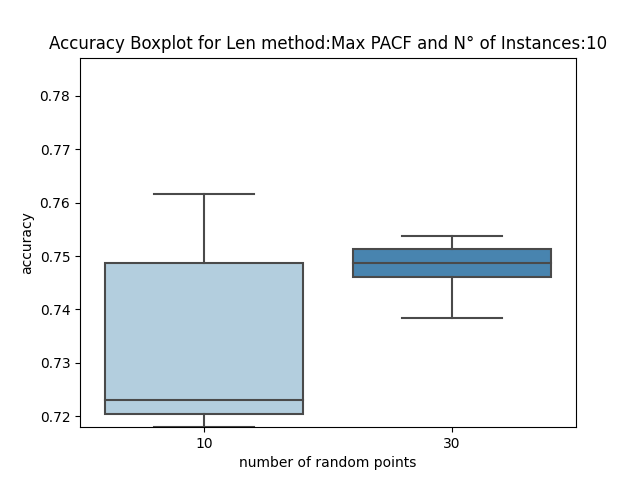 Accuracy Boxplot for Len method:Max PACF and N° of Instances:10
0.78
0.77
0.76
0.75
0.74
0.73
0.72
accuracy
10 30
number of random points